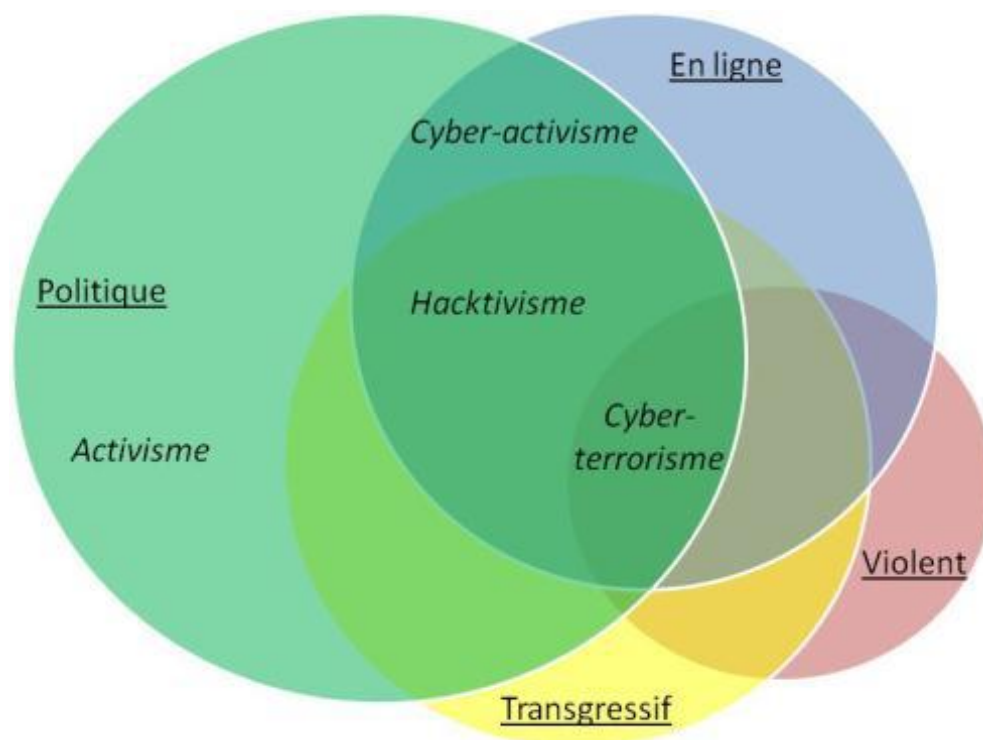 En ligne
Cyber-activisme
Politique
Hacktivisme
Activisme
Cyber-
terrorisme
Violent
Transgressif